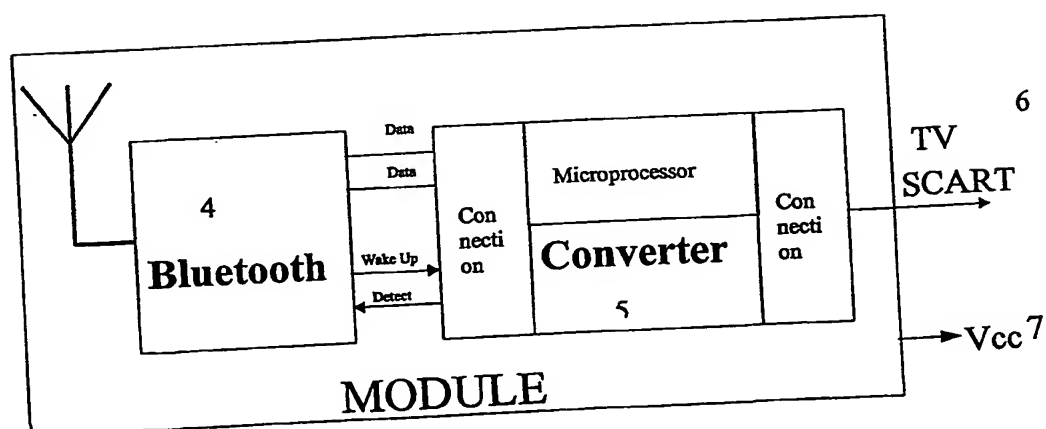 6
TV
SCART
Data
Data
Microprocessor
4
Con
necti
on
Con
necti
on
Bluetooth
Wake Up
Converter
Detect
5
Vcc 7
MODULE